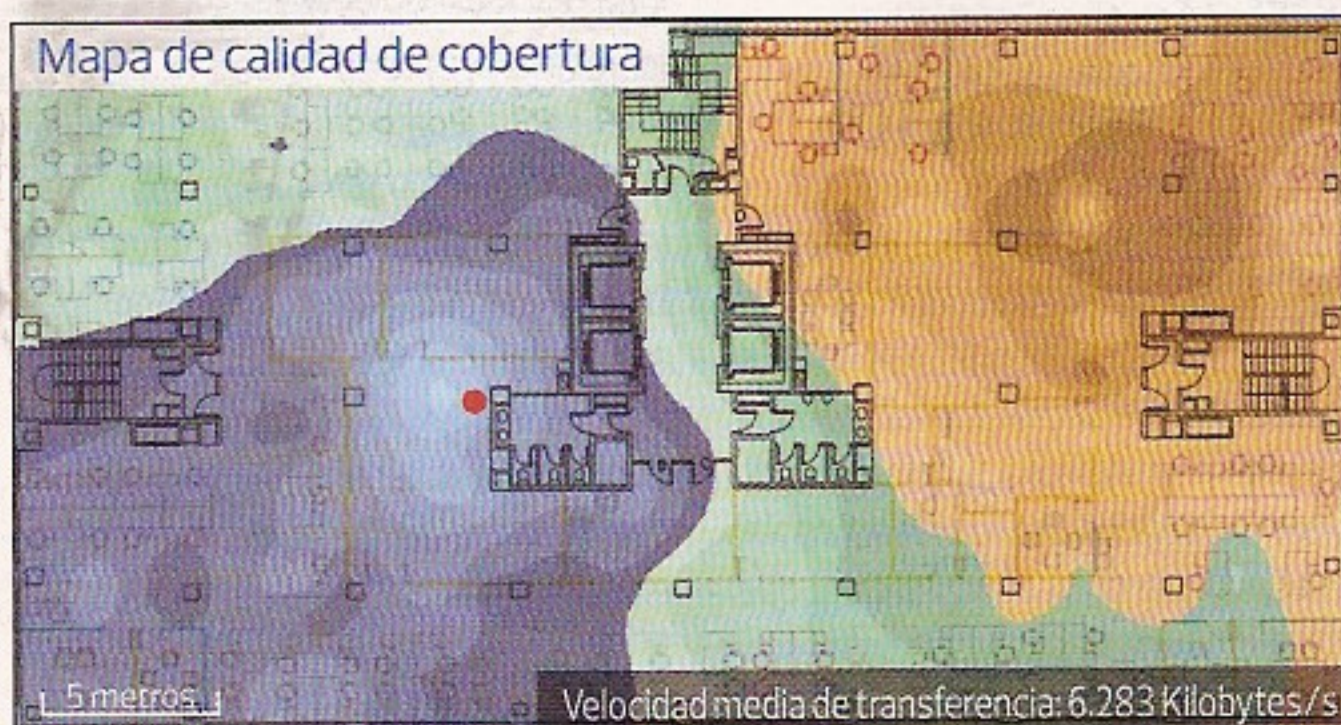 Mapa de calidad de cobertura
5 metros
Velocidad media de transferencia: 6.283 Kilobytes/s